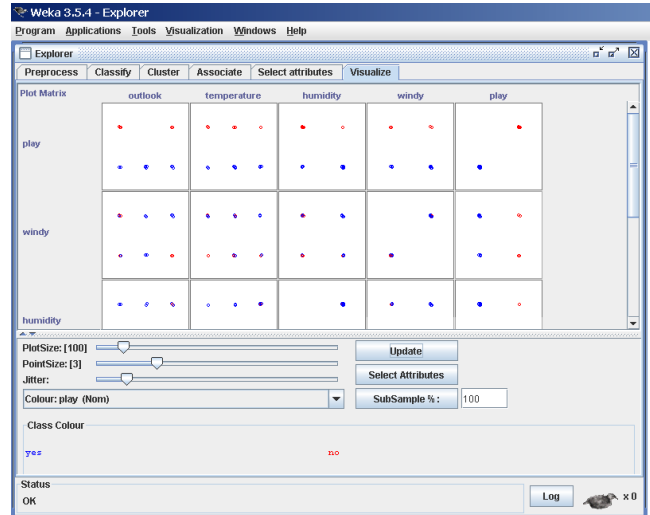 Weka 3.5.4 - Explorer
Program Applications Tools Visualization Windows Help
Explorer
Preprocess Classify Cluster Associate Select attributes Visualize
Plot Matrix outlook temperature humidity windy play
play
windy
humidity
PlotSize: [100] Update
PointSize: [3]
Jitter: Select Attributes
Colour: play (Nom) SubSample % : 100
Class Colour
yes no
Status
OK Log x 0